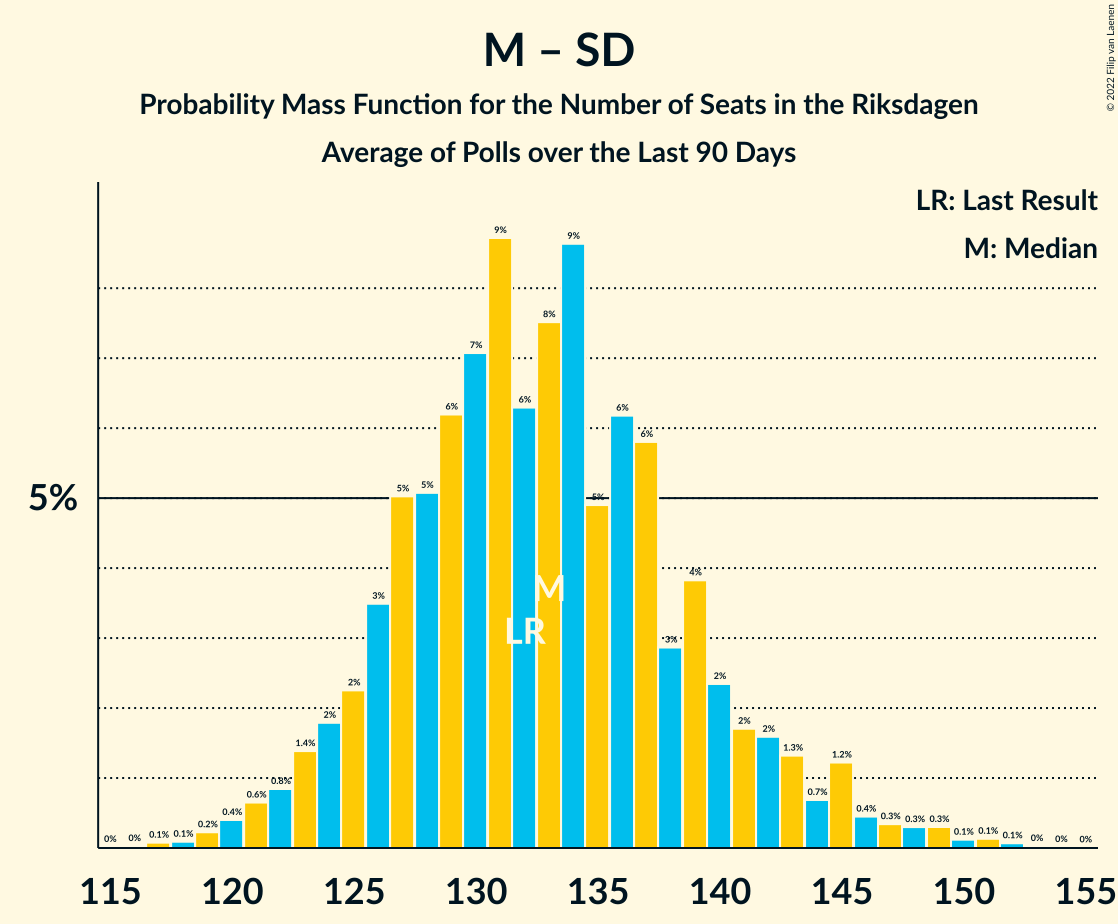 © 2022 Filip van Laenen
M – SD
Probability Mass Function for the Number of Seats in the Riksdagen
Average of Polls over the Last 90 Days
LR: Last Result
M: Median
5%
0% 0% 0.1% 0.1% 0.2% 0.4% 0.6% 0.8% 1.4% 2% 2% 3% 5% 5% 6% 7% 9% 6% 8% 9% 5% 6% 6% 3% 4% 2% 2% 2% 1.3% 0.7% 1.2% 0.4% 0.3% 0.3% 0.3% 0.1% 0.1% 0.1% 0% 0% 0%
M
LR
115 120 125 130 135 140 145 150 155